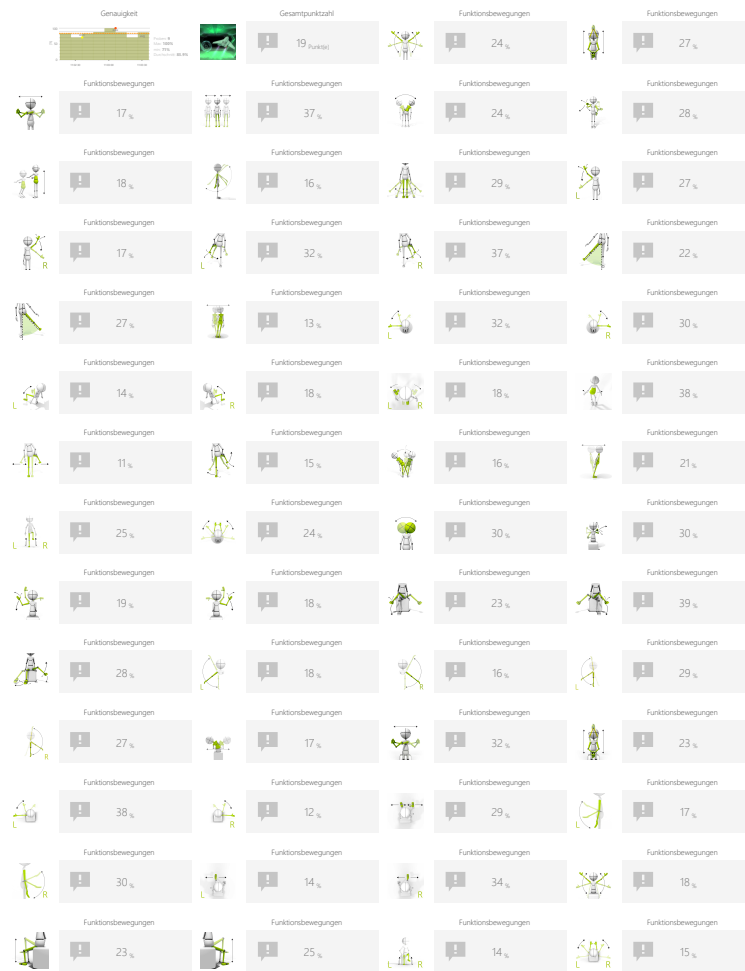 Genauigkeit
Gesamtpunktzahl
Funktionsbewegungen
Funktionsbewegungen
19 Punkt(e)
24 %
27 %
Funktionsbewegungen
Funktionsbewegungen
Funktionsbewegungen
Funktionsbewegungen
17 %
37 %
24 %
28 %
Funktionsbewegungen
Funktionsbewegungen
Funktionsbewegungen
Funktionsbewegungen
18 %
16 %
29 %
L
27 %
Funktionsbewegungen
Funktionsbewegungen
Funktionsbewegungen
Funktionsbewegungen
R
17 %
L
32 %
R
37 %
22 %
Funktionsbewegungen
Funktionsbewegungen
Funktionsbewegungen
Funktionsbewegungen
27 %
13 %
L
32 %
R
30 %
Funktionsbewegungen
Funktionsbewegungen
Funktionsbewegungen
Funktionsbewegungen
L
14 %
R
18 %
L R
18 %
38 %
Funktionsbewegungen
Funktionsbewegungen
Funktionsbewegungen
Funktionsbewegungen
11 %
15 %
16 %
21 %
Funktionsbewegungen
Funktionsbewegungen
Funktionsbewegungen
Funktionsbewegungen
L R
25 %
24 %
30 %
30 %
Funktionsbewegungen
Funktionsbewegungen
Funktionsbewegungen
Funktionsbewegungen
19 %
18 %
23 %
39 %
Funktionsbewegungen
Funktionsbewegungen
Funktionsbewegungen
Funktionsbewegungen
28 %
L
18 %
R
16 %
L
29 %
Funktionsbewegungen
Funktionsbewegungen
Funktionsbewegungen
Funktionsbewegungen
R
27 %
17 %
32 %
23 %
Funktionsbewegungen
Funktionsbewegungen
Funktionsbewegungen
Funktionsbewegungen
L
38 %
R
12 %
29 %
L
17 %
Funktionsbewegungen
Funktionsbewegungen
Funktionsbewegungen
Funktionsbewegungen
R
30 %
L
14 %
R
34 %
18 %
Funktionsbewegungen
Funktionsbewegungen
Funktionsbewegungen
Funktionsbewegungen
23 %
25 %
L
14 %
L R
15 %